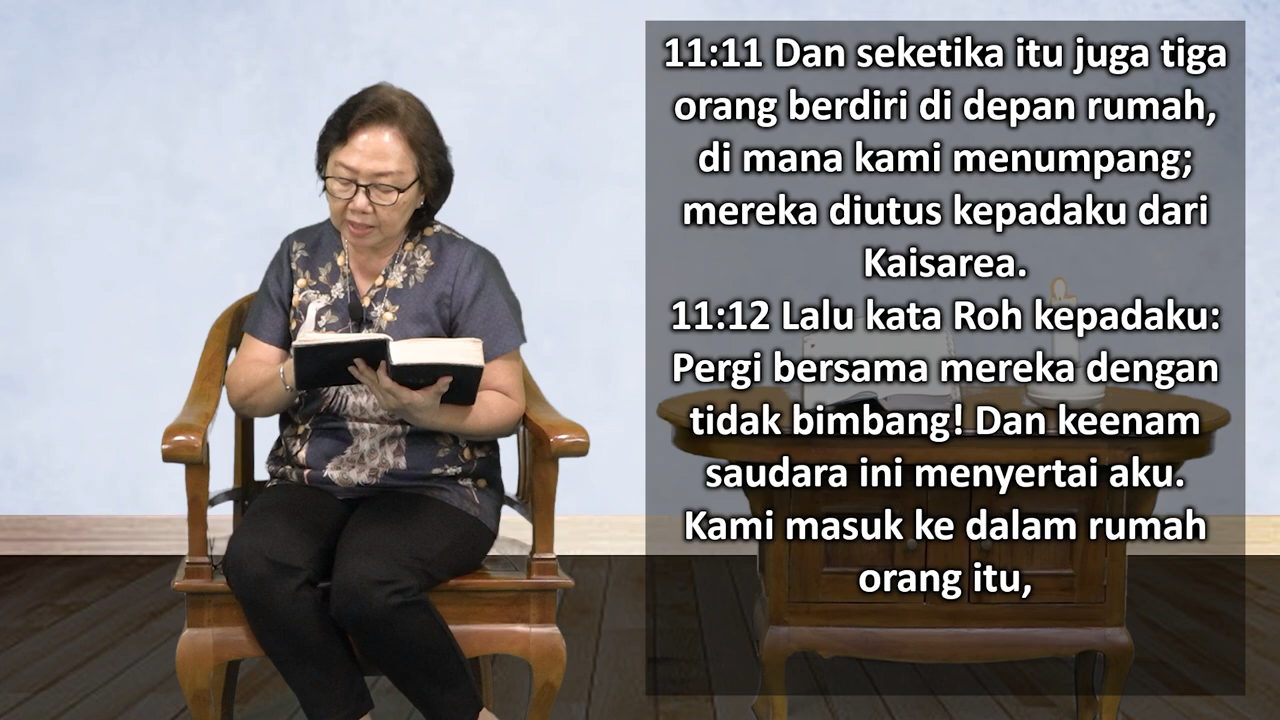 11:11 Dan seketika itu juga tiga
orang berdiri di depan rumah,
di mana kami menumpang;
mereka diutus kepadaku dari
Kaisarea.
11:12 Lalu kata Roh kepadaku:
Pergi bersama mereka dengan
tidak bimbang! Dan keenam
saudara ini menyertai aku.
Kami masuk ke dalam rumah
orang itu,